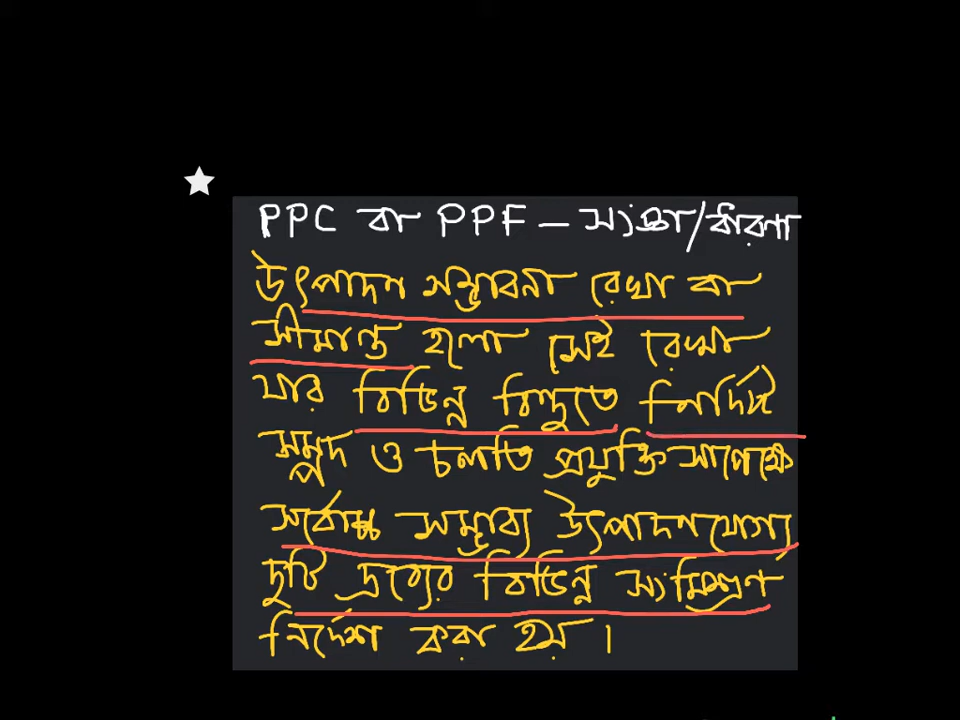 PPC বা PPF – সংজ্ঞা/ধারণা
উৎপাদন সম্ভাবনা রেখা বা
সীমান্ত হলো সেই রেখা
যার বিভিন্ন বিন্দুতে নির্দিষ্ট
সম্পদ ও চলতি প্রযুক্তি সাপেক্ষে
সর্বোচ্চ সম্ভাব্য উৎপাদনযোগ্য
দুটি দ্রব্যের বিভিন্ন সংমিশ্রণ
নির্দেশ করা হয়।